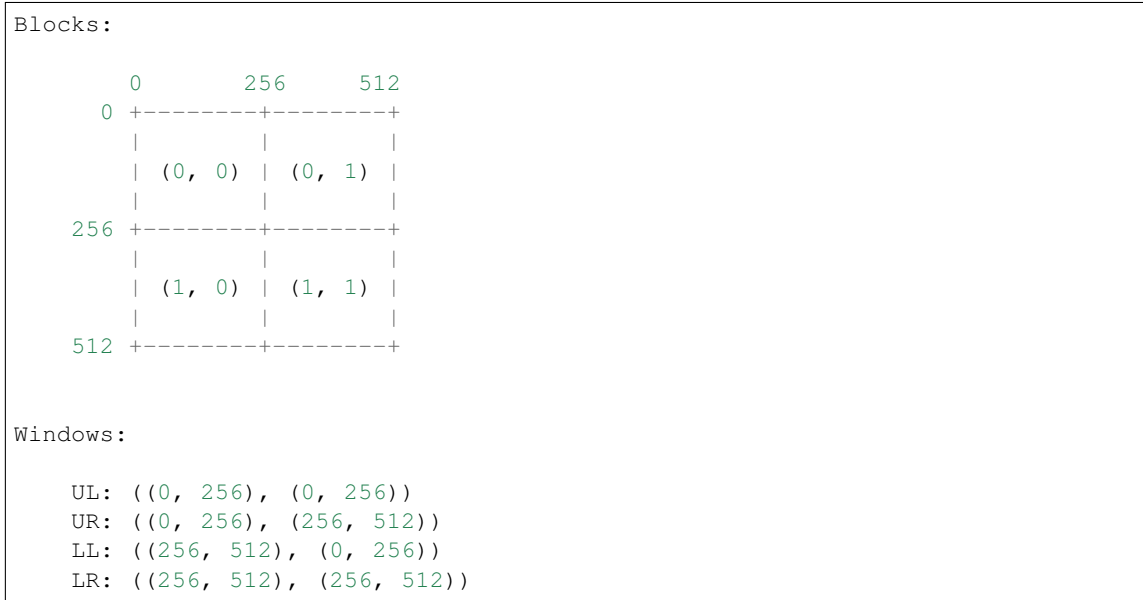 Blocks:
       0       256     512
     0 +--------+--------+
       |        |        |
       | (0, 0) | (0, 1) |
       |        |        |
   256 +--------+--------+
       |        |        |
       | (1, 0) | (1, 1) |
       |        |        |
   512 +--------+--------+
Windows:
    UL: ((0, 256), (0, 256))
    UR: ((0, 256), (256, 512))
    LL: ((256, 512), (0, 256))
    LR: ((256, 512), (256, 512))